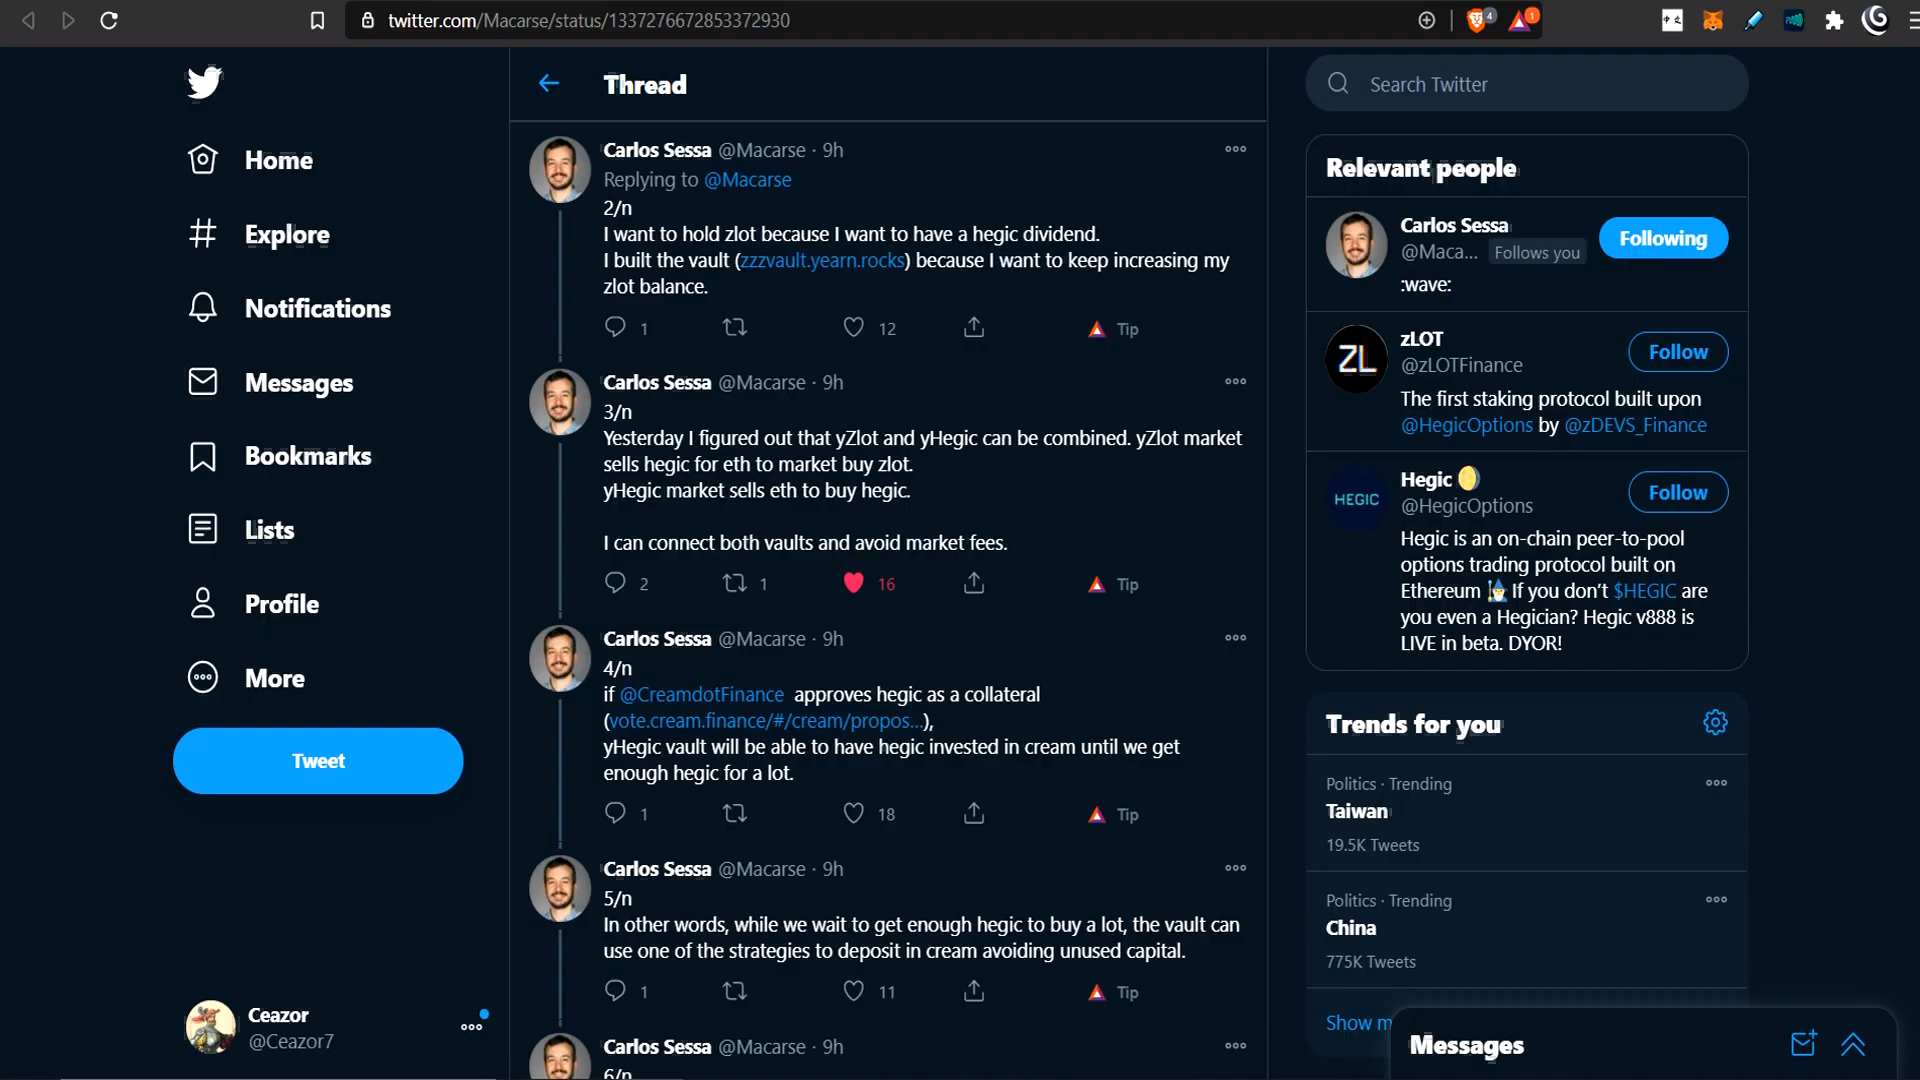 twitter.com/Macarse/status/1337276672853372930
4
1
Home
Explore
Notifications
Messages
Bookmarks
Lists
Profile
More
Tweet
Ceazor
@Ceazor7
Thread
Carlos Sessa @Macarse · 9h
Replying to @Macarse
2/n
I want to hold zlot because I want to have a hegic dividend.
I built the vault (zzzvault.yearn.rocks) because I want to keep increasing my
zlot balance.
1 12 Tip
Carlos Sessa @Macarse · 9h
3/n
Yesterday I figured out that yZlot and yHegic can be combined. yZlot market
sells hegic for eth to market buy zlot.
yHegic market sells eth to buy hegic.
I can connect both vaults and avoid market fees.
2 1 16 Tip
Carlos Sessa @Macarse · 9h
4/n
if @CreamdotFinance approves hegic as a collateral
(vote.cream.finance/#/cream/propos...),
yHegic vault will be able to have hegic invested in cream until we get
enough hegic for a lot.
1 18 Tip
Carlos Sessa @Macarse · 9h
5/n
In other words, while we wait to get enough hegic to buy a lot, the vault can
use one of the strategies to deposit in cream avoiding unused capital.
1 11 Tip
Carlos Sessa @Macarse · 9h
6/n
Search Twitter
Relevant people
Carlos Sessa
@Maca... Follows you
Following
:wave:
zLOT
@zLOTFinance
Follow
The first staking protocol built upon
@HegicOptions by @zDEVS_Finance
HEGIC
Hegic
@HegicOptions
Follow
Hegic is an on-chain peer-to-pool
options trading protocol built on
Ethereum If you don't $HEGIC are
you even a Hegician? Hegic v888 is
LIVE in beta. DYOR!
Trends for you
Politics · Trending
Taiwan
19.5K Tweets
Politics · Trending
China
775K Tweets
Show m
Messages